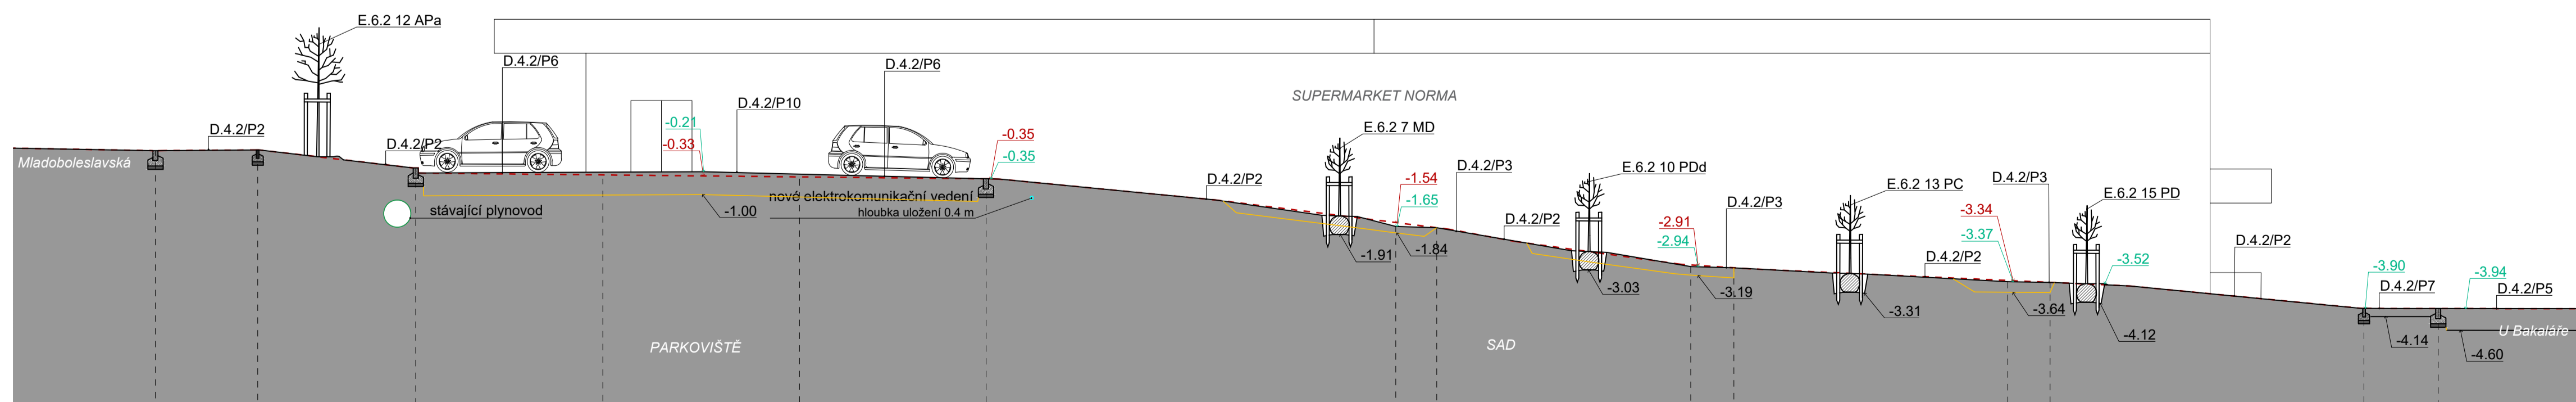 E.6.2 12 APa
D.4.2/P6
D.4.2/P6
SUPERMARKET NORMA
D.4.2/P10
-0.21
-0.33
D.4.2/P2
D.4.2/P2
Mladoboleslavská
-0.35
-0.35
E.6.2 7 MD
D.4.2/P3
E.6.2 10 PDd
D.4.2/P2
-1.54
-1.65
E.6.2 13 PC
D.4.2/P3
E.6.2 15 PD
nové elektrokomunikační vedení
hloubka uložení 0.4 m
stávající plynovod
-1.00
D.4.2/P2
D.4.2/P3
-2.91
-2.94
-3.34
-3.37
-1.91
-1.84
D.4.2/P2
D.4.2/P2
-3.52
-3.90
-3.94
-3.03
-3.19
D.4.2/P7
D.4.2/P5
-3.31
-3.64
-4.12
U Bakaláře
-4.14
-4.60
PARKOVIŠTĚ
SAD